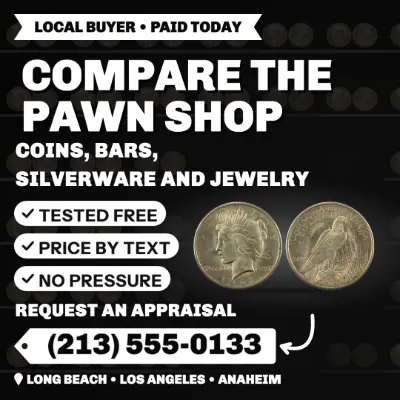 LOCAL BUYER • PAID TODAY
COMPARE THE
PAWN SHOP
COINS, BARS,
SILVERWARE AND JEWELRY
TESTED FREE
PRICE BY TEXT
NO PRESSURE
REQUEST AN APPRAISAL
(213) 555-0133
LONG BEACH • LOS ANGELES • ANAHEIM